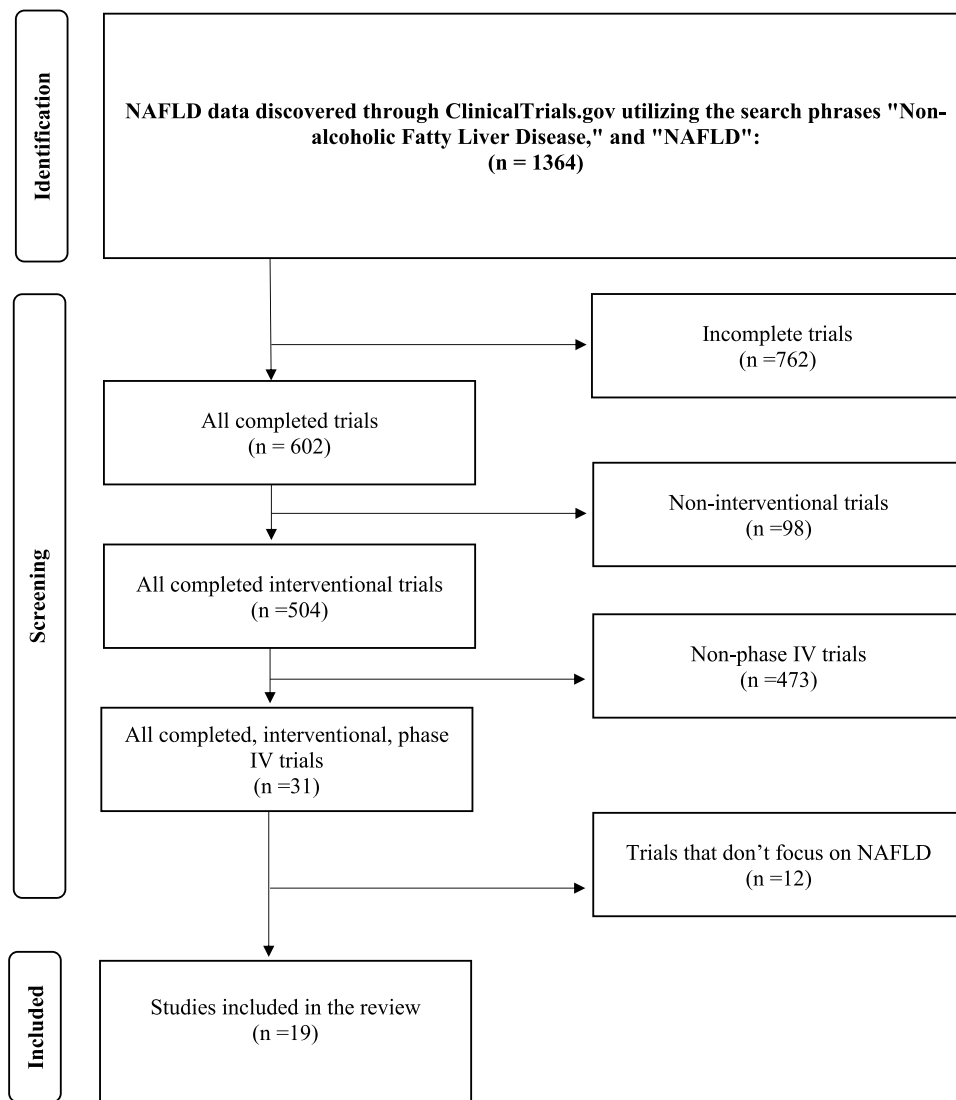 Identification
NAFLD data discovered through ClinicalTrials.gov utilizing the search phrases "Non-
alcoholic Fatty Liver Disease," and "NAFLD":
(n = 1364)
Screening
Incomplete trials
(n =762)
All completed trials
(n = 602)
Non-interventional trials
(n =98)
All completed interventional trials
(n =504)
Non-phase IV trials
(n =473)
All completed, interventional, phase
IV trials
(n =31)
Trials that don’t focus on NAFLD
(n =12)
Included
Studies included in the review
(n =19)